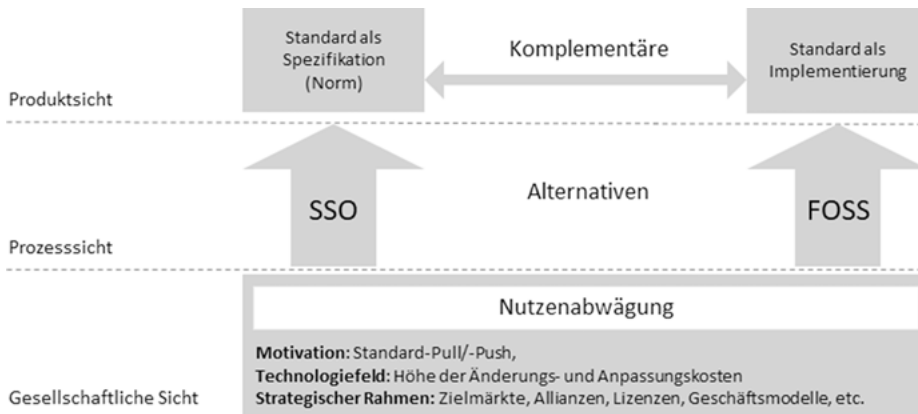 Standard als
Spezifikation
(Norm)
Komplementäre
Standard als
Implementierung
Produktsicht
SSO
Alternativen
FOSS
Prozesssicht
Nutzenabwägung
Motivation: Standard-Pull/-Push,
Technologiefeld: Höhe der Änderungs- und Anpassungskosten
Strategischer Rahmen: Zielmärkte, Allianzen, Lizenzen, Geschäftsmodelle, etc.
Gesellschaftliche Sicht